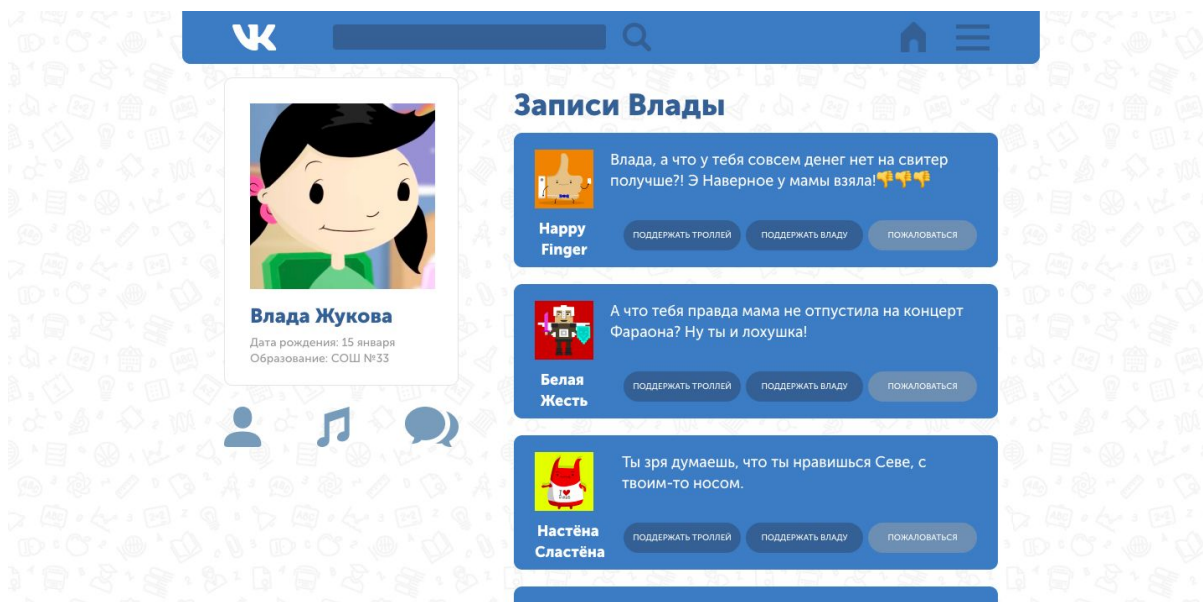 VK
Записи Влады
Влада, а что у тебя совсем денег нет на свитер
получше?! Э Наверное у мамы взяла!👎👎👎
Happy
Finger
ПОДДЕРЖАТЬ ТРОЛЛЕЙ ПОДДЕРЖАТЬ ВЛАДУ ПОЖАЛОВАТЬСЯ
Влада Жукова
Дата рождения: 15 января
Образование: СОШ №33
А что тебя правда мама не отпустила на концерт
Фараона? Ну ты и лохушка!
Белая
Жесть
ПОДДЕРЖАТЬ ТРОЛЛЕЙ ПОДДЕРЖАТЬ ВЛАДУ ПОЖАЛОВАТЬСЯ
Ты зря думаешь, что ты нравишься Севе, с
твоим-то носом.
Настёна
Сластёна
ПОДДЕРЖАТЬ ТРОЛЛЕЙ ПОДДЕРЖАТЬ ВЛАДУ ПОЖАЛОВАТЬСЯ